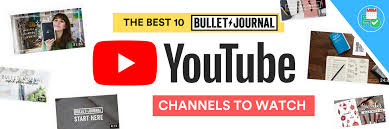 THE BEST 10
BULLET JOURNAL
YouTube
CHANNELS TO WATCH
BULLET JOURNAL
START HERE